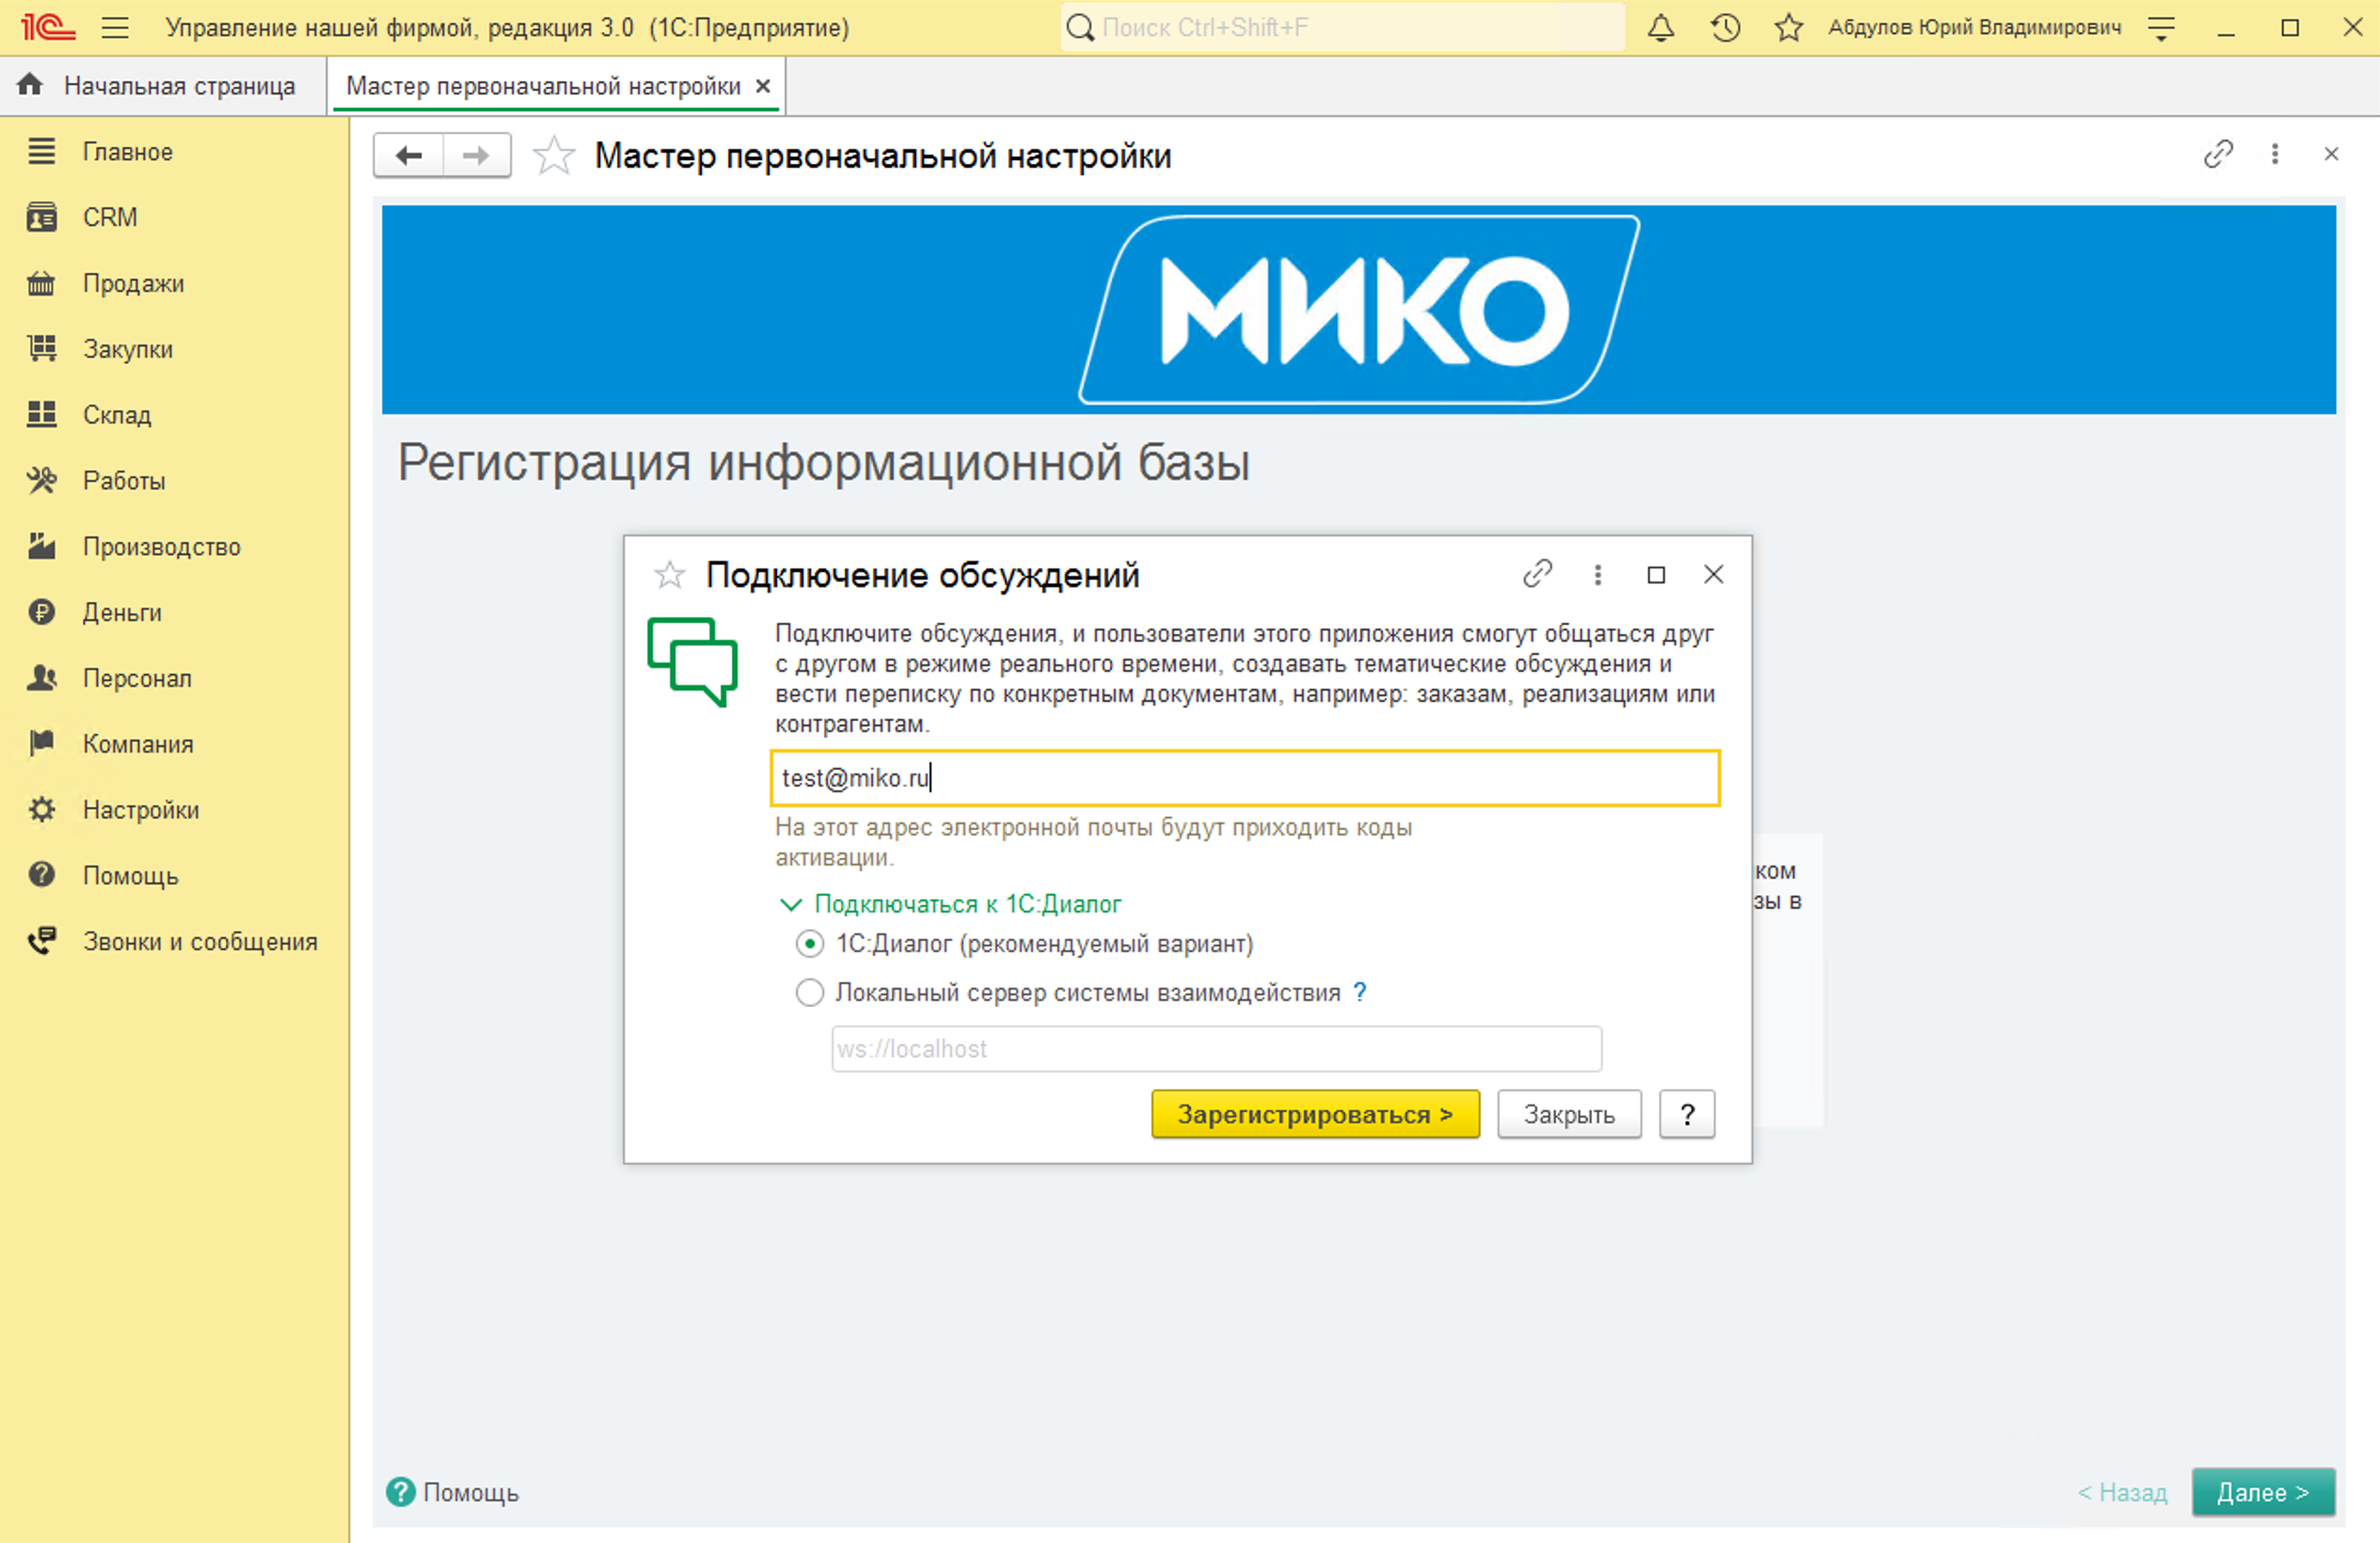 1С Управление нашей фирмой, редакция 3.0 (1С:Предприятие) Поиск Ctrl+Shift+F Абдулов Юрий Владимирович
Начальная страница Мастер первоначальной настройки
Главное
CRM
Продажи
Закупки
Склад
Работы
Производство
Деньги
Персонал
Компания
Настройки
Помощь
Звонки и сообщения
Мастер первоначальной настройки
МИКО
Регистрация информационной базы
Подключение обсуждений
Подключите обсуждения, и пользователи этого приложения смогут общаться друг
с другом в режиме реального времени, создавать тематические обсуждения и
вести переписку по конкретным документам, например: заказам, реализациям или
контрагентам.
test@miko.ru
На этот адрес электронной почты будут приходить коды
активации.
Подключаться к 1С:Диалог
1С:Диалог (рекомендуемый вариант)
Локальный сервер системы взаимодействия ?
ws://localhost
Зарегистрироваться > Закрыть ?
ком
зы в
? Помощь
< Назад Далее >